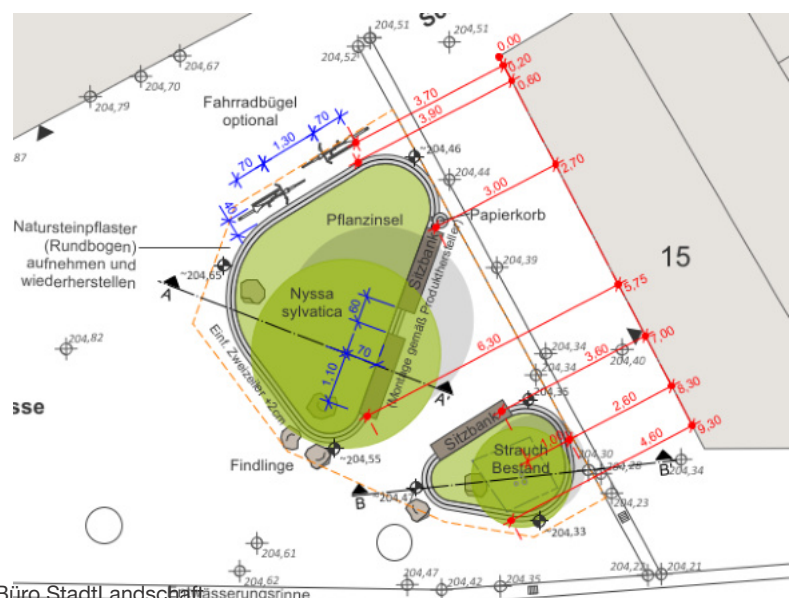 So
204,51
204,52
204,51
0,00
0,20
0,60
204,67
204,70
204,79
3,70
3,90
Fahrradbügel
optional
70
1,30
70
70
40
87
~204,46
204,44
2,70
3,00
Pflanzinsel
Papierkorb
Natursteinpflaster
(Rundbogen)
aufnehmen und
wiederherstellen
Sitzbank
(Montage gemäß Produkthersteller)
204,39
15
~204,65
A
Nyssa
sylvatica
60
70
1,10
5,75
6,30
204,82
Einf. Zweizeiler +2cm
7,00
3,60
204,40
204,34
204,34
~204,35
A'
8,30
2,60
9,30
4,60
sse
Sitzbank
1,00
Strauch
Bestand
Findlinge
~204,55
204,30
204,28
B'
204,34
B
~204,47
204,23
~204,33
204,61
204,62
204,47
204,42
204,35
204,21
204,21
Büro StadtLandschaft
Entwässerungsrinne